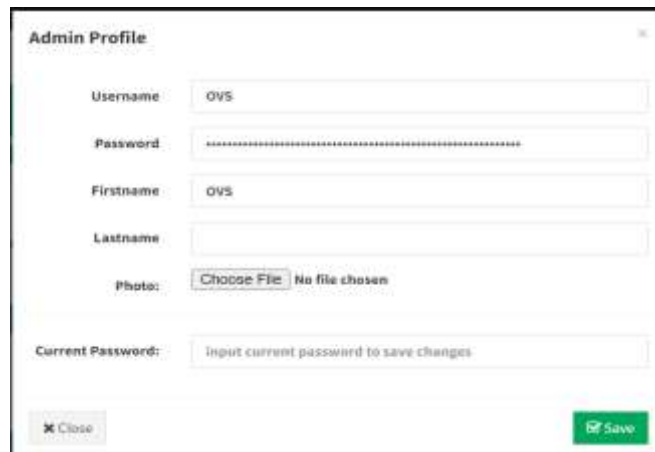 Admin Profile ×
Username OVS
Password ••••••••••••••••••••••••••••••••••••••••••••••••••••••••••••
Firstname OVS
Lastname
Photo: Choose File No file chosen
Current Password: Input current password to save changes
Close Save